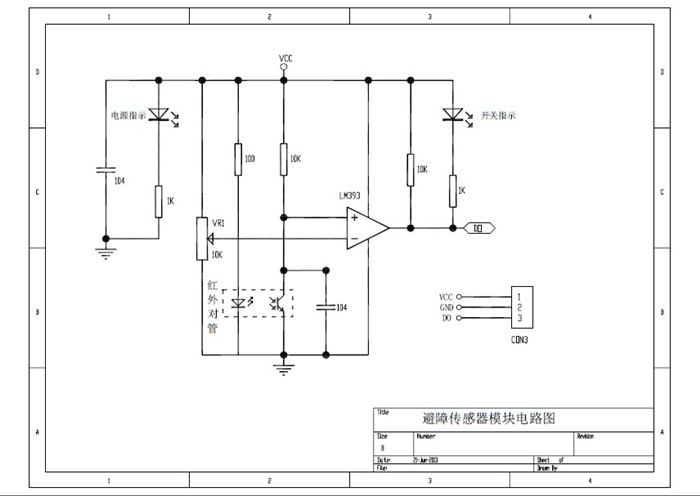 1 2 3 4
D D
VCC
电源指示 开关指示
100 10K 10K
C C
104 1K 1K
LM393
VR1
10K
+
−
DO
红外对管
104
B B
VCC 1
GND 2
DO 3
CON3
Title
避障传感器模块电路图
Size Number Revision
B
A A
Date: 25-Jun-2013 Sheet of
File: Drawn By:
1 2 3 4